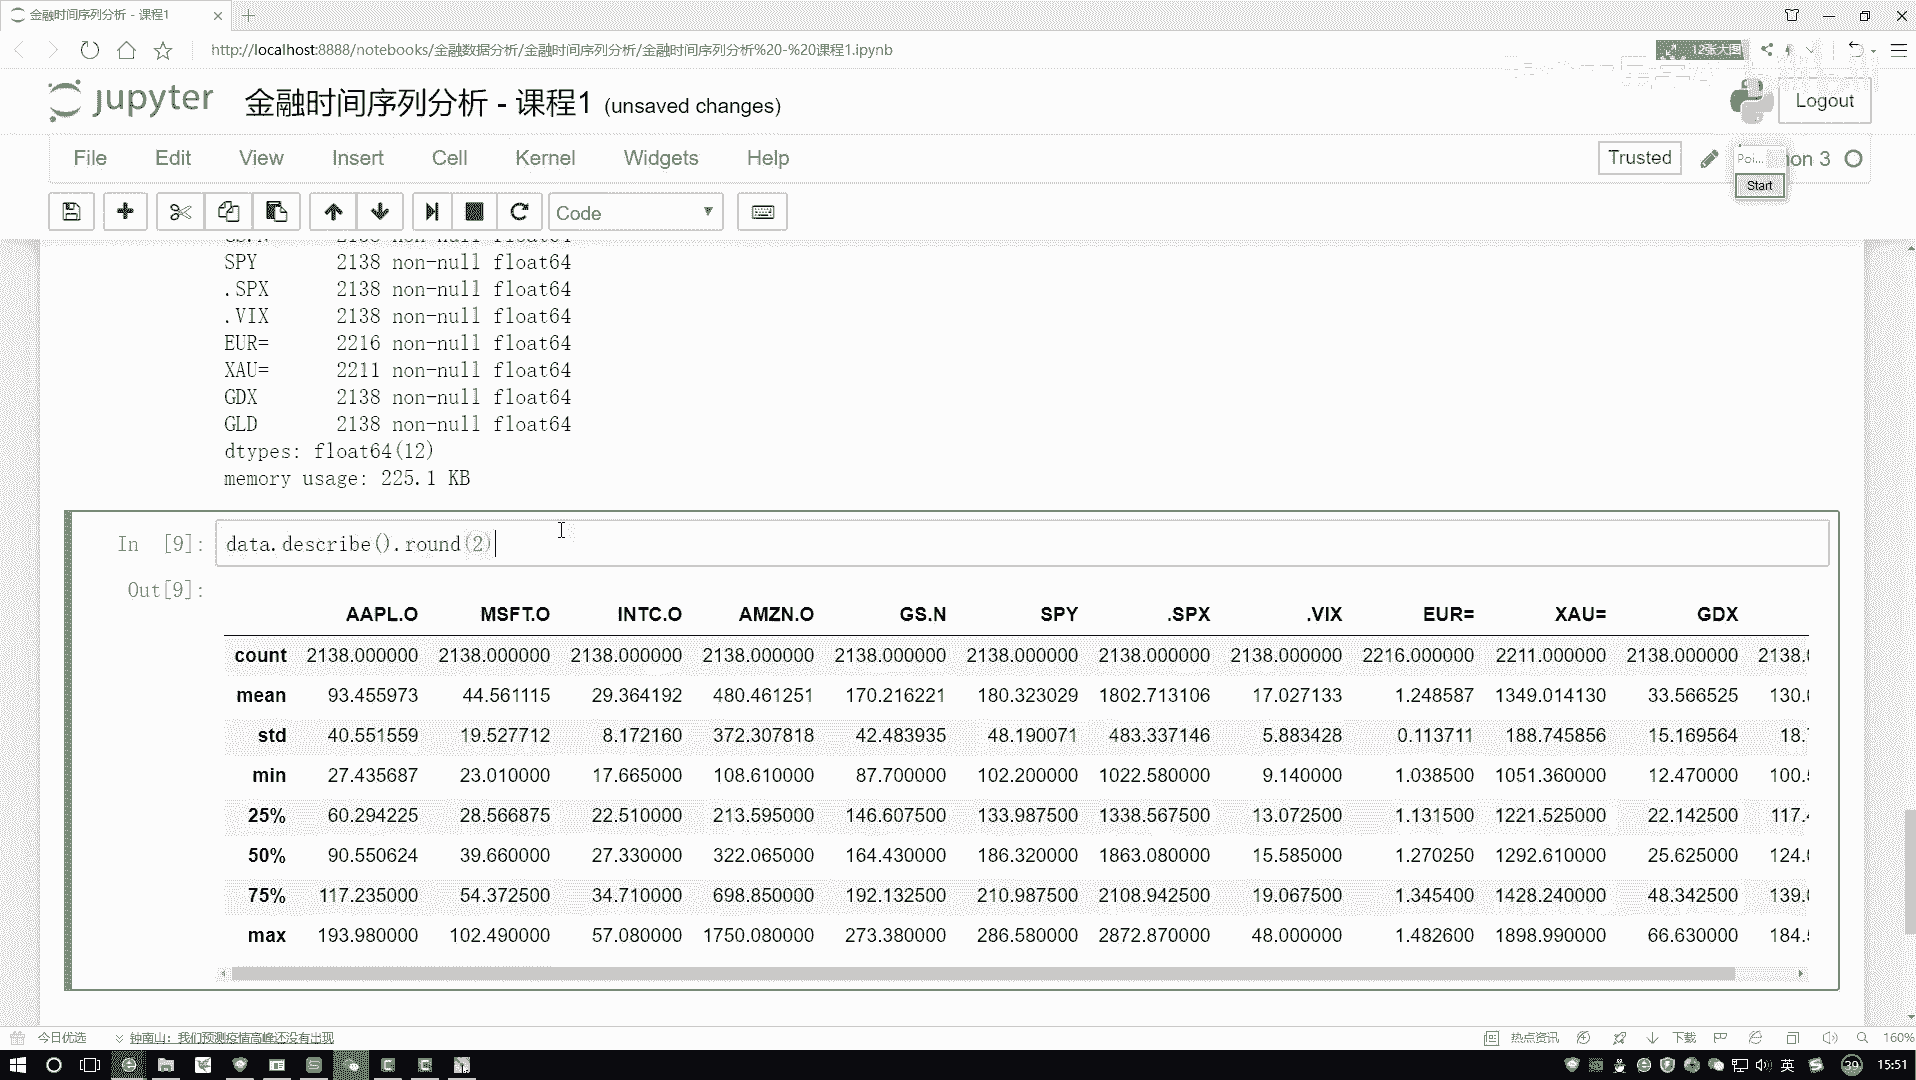 金融时间序列分析 - 课程1
http://localhost:8888/notebooks/金融数据分析/金融时间序列分析/金融时间序列分析%20-%20课程1.ipynb
12张大图
jupyter 金融时间序列分析 - 课程1 (unsaved changes)
Logout
File Edit View Insert Cell Kernel Widgets Help
Trusted
Poi...
on 3
Start
Code
SPY 2138 non-null float64
.SPX 2138 non-null float64
.VIX 2138 non-null float64
EUR= 2216 non-null float64
XAU= 2211 non-null float64
GDX 2138 non-null float64
GLD 2138 non-null float64
dtypes: float64(12)
memory usage: 225.1 KB
In [9]: data.describe().round(2)
Out[9]:
AAPL.O MSFT.O INTC.O AMZN.O GS.N SPY .SPX .VIX EUR= XAU= GDX
count 2138.000000 2138.000000 2138.000000 2138.000000 2138.000000 2138.000000 2138.000000 2138.000000 2216.000000 2211.000000 2138.000000 2138.
mean 93.455973 44.561115 29.364192 480.461251 170.216221 180.323029 1802.713106 17.027133 1.248587 1349.014130 33.566525 130.
std 40.551559 19.527712 8.172160 372.307818 42.483935 48.190071 483.337146 5.883428 0.113711 188.745856 15.169564 18.
min 27.435687 23.010000 17.665000 108.610000 87.700000 102.200000 1022.580000 9.140000 1.038500 1051.360000 12.470000 100.
25% 60.294225 28.566875 22.510000 213.595000 146.607500 133.987500 1338.567500 13.072500 1.131500 1221.525000 22.142500 117.
50% 90.550624 39.660000 27.330000 322.065000 164.430000 186.320000 1863.080000 15.585000 1.270250 1292.610000 25.625000 124.
75% 117.235000 54.372500 34.710000 698.850000 192.132500 210.987500 2108.942500 19.067500 1.345400 1428.240000 48.342500 139.
max 193.980000 102.490000 57.080000 1750.080000 273.380000 286.580000 2872.870000 48.000000 1.482600 1898.990000 66.630000 184.
今日优选 钟南山：我们预测疫情高峰还没有出现
热点资讯 下载 160%
英 39 15:51